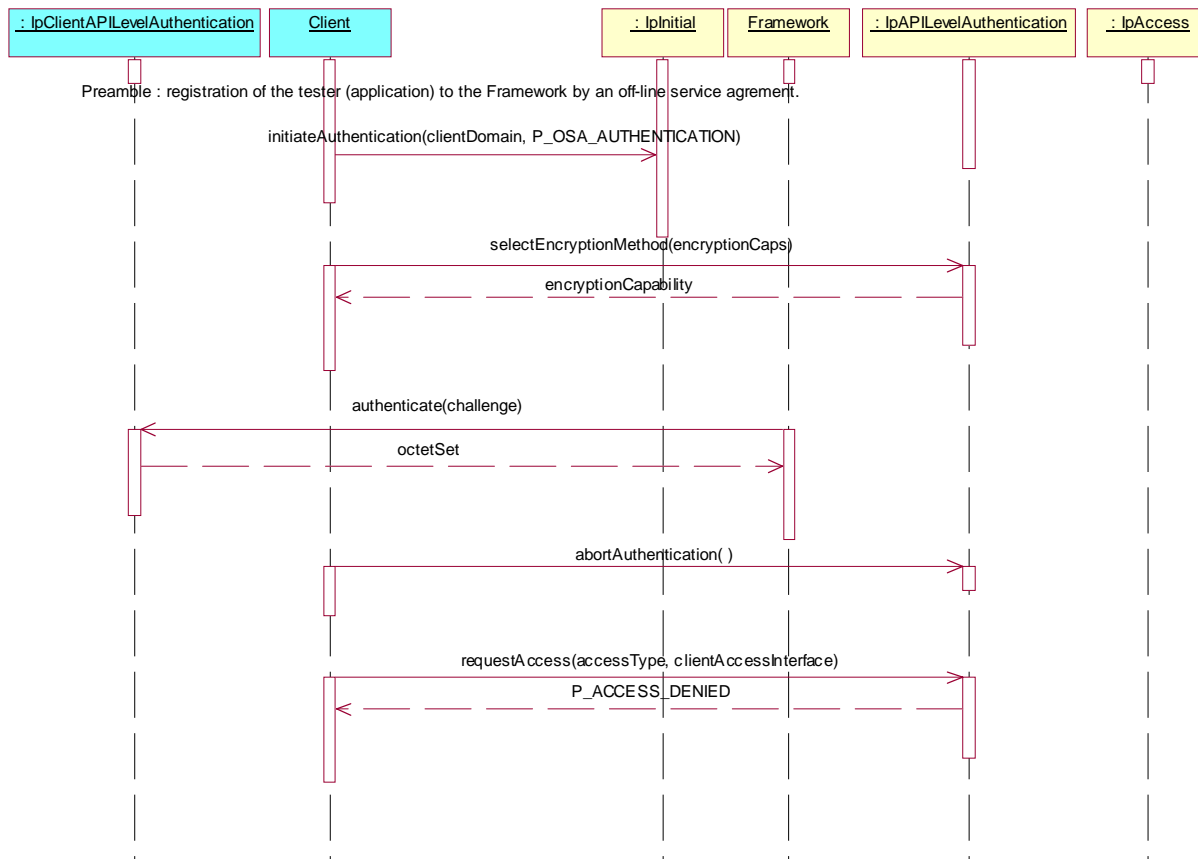 : IpClientAPILevelAuthentication
Client
: IpInitial
Framework
: IpAPILevelAuthentication
: IpAccess
Preamble : registration of the tester (application) to the Framework by an off-line service agrement.
initiateAuthentication(clientDomain, P_OSA_AUTHENTICATION)
selectEncryptionMethod(encryptionCaps)
encryptionCapability
authenticate(challenge)
octetSet
abortAuthentication( )
requestAccess(accessType, clientAccessInterface)
P_ACCESS_DENIED